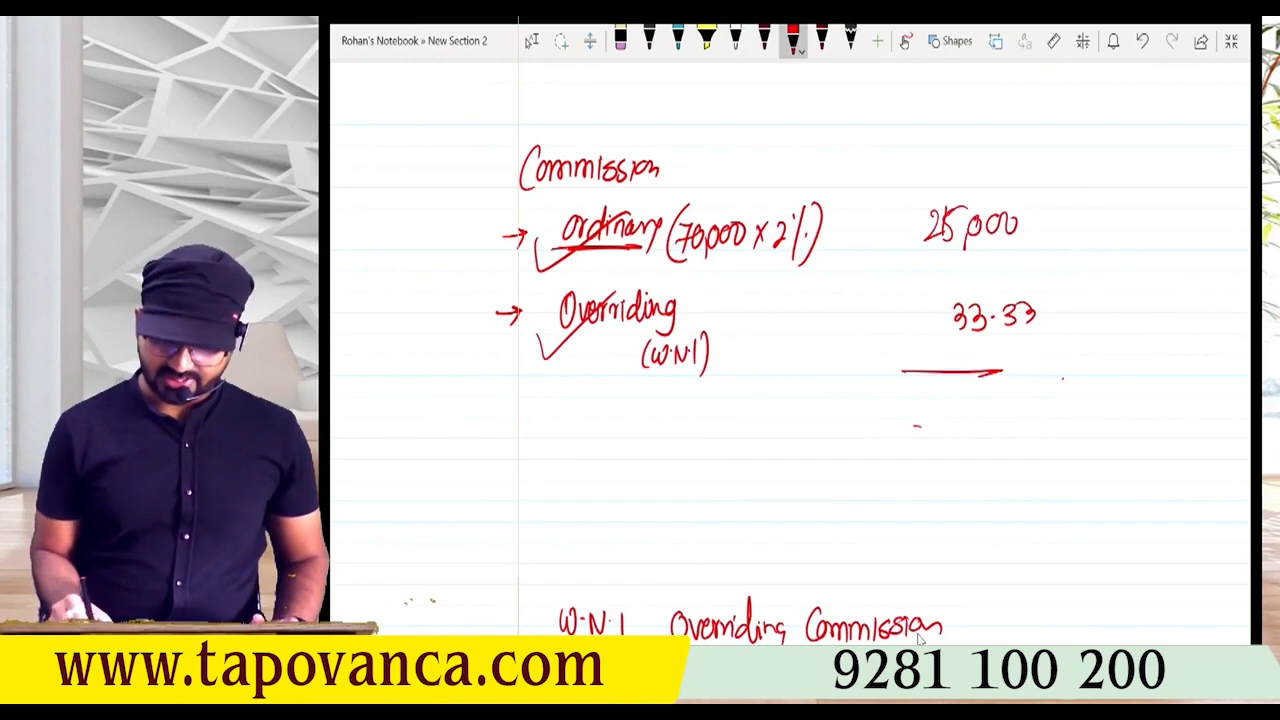 Rohan's Notebook » New Section 2
Shapes
Commission
→ ordinary (70,000 x 2%) 25,000
→ Overriding 33.33
(W.N.1)
W.N.1 Overriding Commission
www.tapovanca.com
9281 100 200